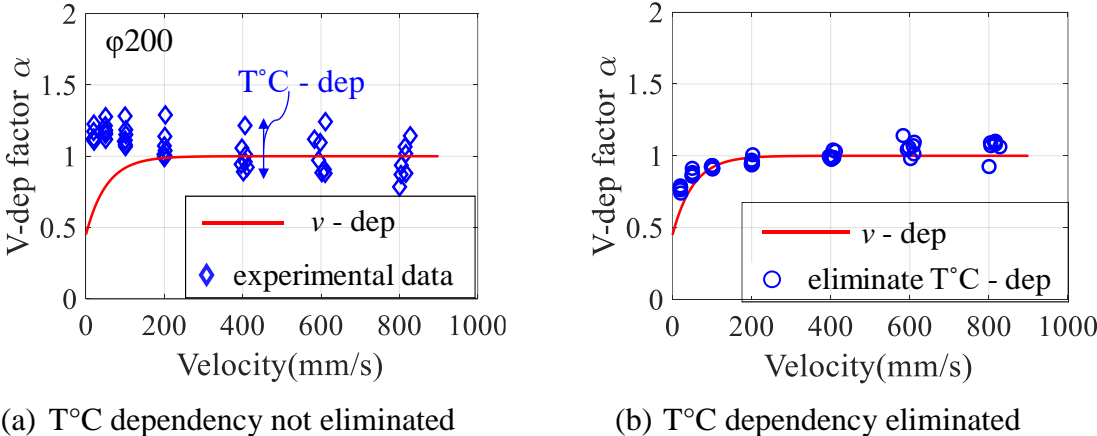 2
1.5
1
0.5
0
V-dep factor α
φ200
T°C - dep
v - dep
experimental data
0 200 400 600 800 1000
Velocity(mm/s)
(a) T°C dependency not eliminated
2
1.5
1
0.5
0
V-dep factor α
v - dep
eliminate T°C - dep
0 200 400 600 800 1000
Velocity(mm/s)
(b) T°C dependency eliminated